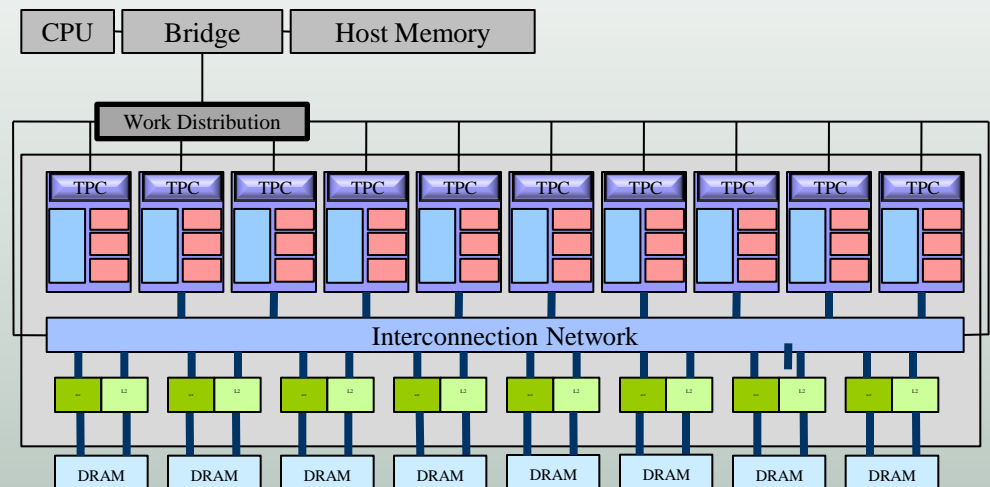 CPU
Bridge
Host Memory
Work Distribution
TPC TPC TPC TPC TPC TPC TPC TPC TPC TPC
Interconnection Network
L2 L2 L2 L2 L2 L2 L2 L2
DRAM DRAM DRAM DRAM DRAM DRAM DRAM DRAM